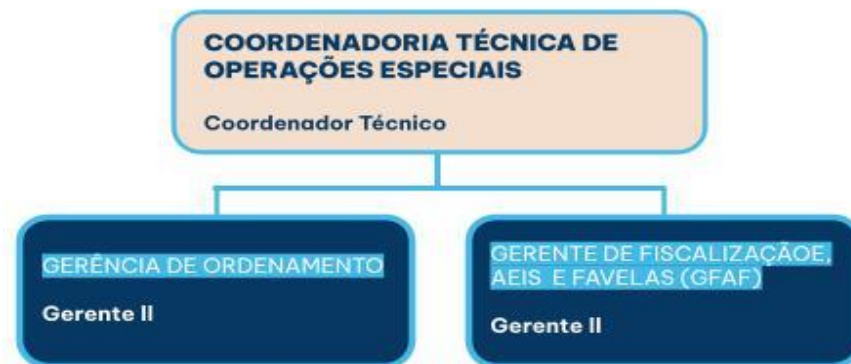 COORDENADORIA TÉCNICA DE
OPERAÇÕES ESPECIAIS
Coordenador Técnico
GERÊNCIA DE ORDENAMENTO
Gerente II
GERENTE DE FISCALIZAÇÃOE,
AEIS E FAVELAS (GFAF)
Gerente II